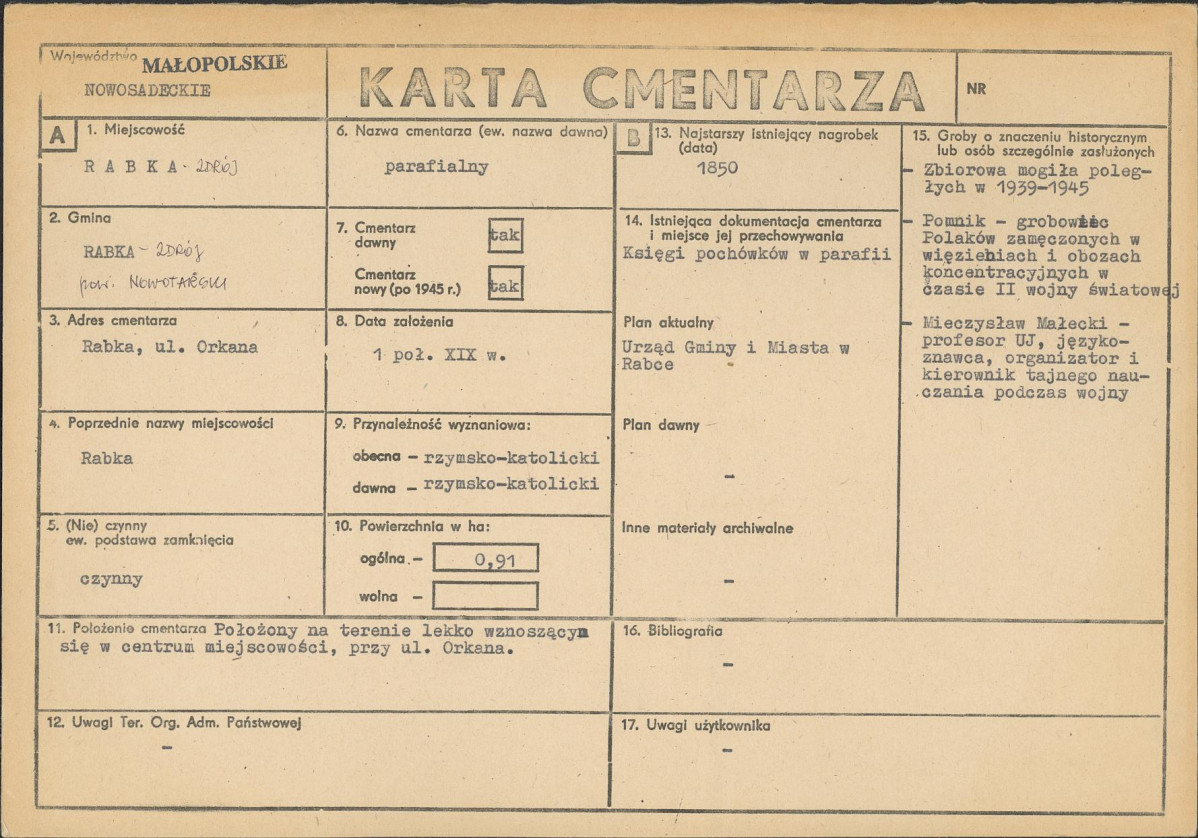 Województwo MAŁOPOLSKIE
NOWOSADECKIE
KARTA CMENTARZA
NR
A
1. Miejscowość
R A B K A - ZDRÓJ
2. Gmina
RABKA - ZDRÓJ
pow. NOWOTARSKI
3. Adres cmentarza
Rabka, ul. Orkana
4. Poprzednie nazwy miejscowości
Rabka
5. (Nie) czynny
ew. podstawa zamknięcia
czynny
6. Nazwa cmentarza (ew. nazwa dawna)
parafialny
7. Cmentarz
dawny
tak
Cmentarz
nowy (po 1945 r.)
tak
8. Data założenia
1 poł. XIX w.
9. Przynależność wyznaniowa:
obecna – rzymsko-katolicki
dawna – rzymsko-katolicki
10. Powierzchnia w ha:
ogólna – 0,91
wolna –
11. Położenie cmentarza Położony na terenie lekko wznoszącym
się w centrum miejscowości, przy ul. Orkana.
12. Uwagi Ter. Org. Adm. Państwowej
–
B
13. Najstarszy istniejący nagrobek
(data)
1850
14. Istniejąca dokumentacja cmentarza
i miejsce jej przechowywania
Księgi pochówków w parafii
Plan aktualny
Urząd Gminy i Miasta w
Rabce
Plan dawny
–
Inne materiały archiwalne
–
15. Groby o znaczeniu historycznym
lub osób szczególnie zasłużonych
– Zbiorowa mogiła poleg-
łych w 1939-1945
– Pomnik - grobowiec
Polaków zamęczonych w
więzieniach i obozach
koncentracyjnych w
czasie II wojny światowej
– Mieczysław Małecki -
profesor UJ, języko-
znawca, organizator i
kierownik tajnego nau-
czania podczas wojny
16. Bibliografia
–
17. Uwagi użytkownika
–